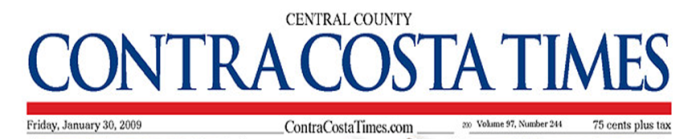 CENTRAL COUNTY
CONTRA COSTA TIMES
Friday, January 30, 2009 ContraCostaTimes.com 200 Volume 97, Number 244 75 cents plus tax